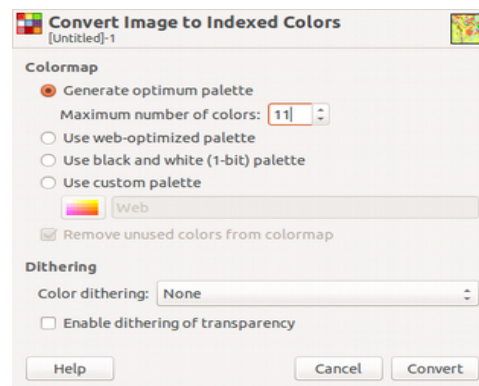 Convert Image to Indexed Colors
[Untitled]-1
Colormap
Generate optimum palette
Maximum number of colors: 11
Use web-optimized palette
Use black and white (1-bit) palette
Use custom palette
Web
Remove unused colors from colormap
Dithering
Color dithering: None
Enable dithering of transparency
Help Cancel Convert